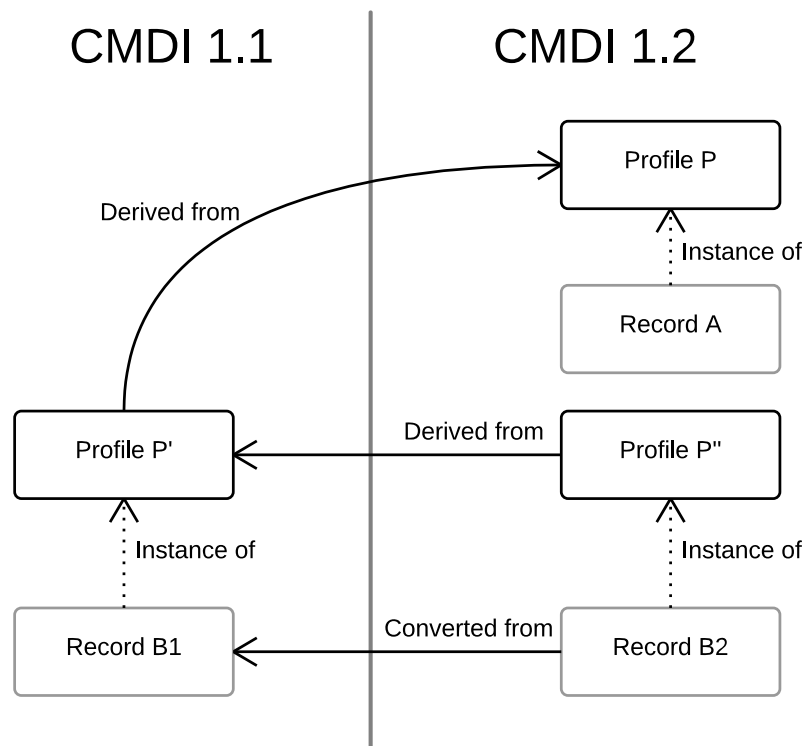 CMDI 1.1
CMDI 1.2
Profile P
Derived from
Instance of
Record A
Profile P'
Derived from
Profile P"
Instance of
Instance of
Record B1
Converted from
Record B2